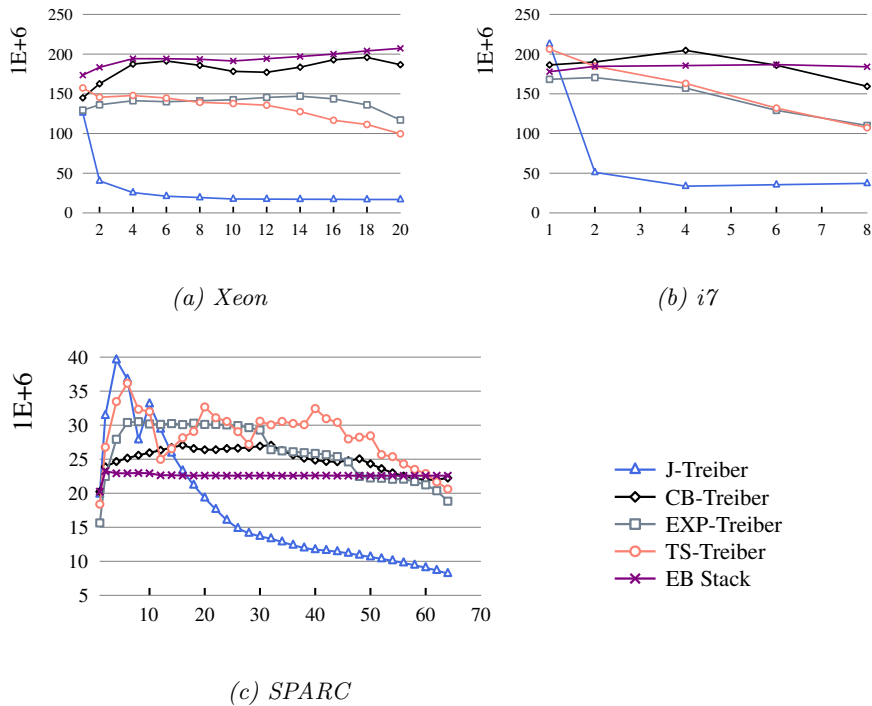 1E+6
250
200
150
100
50
0
2 4 6 8 10 12 14 16 18 20
(a) Xeon
1E+6
250
200
150
100
50
0
1 2 3 4 5 6 7 8
(b) i7
1E+6
40
35
30
25
20
15
10
5
10 20 30 40 50 60 70
(c) SPARC
J-Treiber
CB-Treiber
EXP-Treiber
TS-Treiber
EB Stack